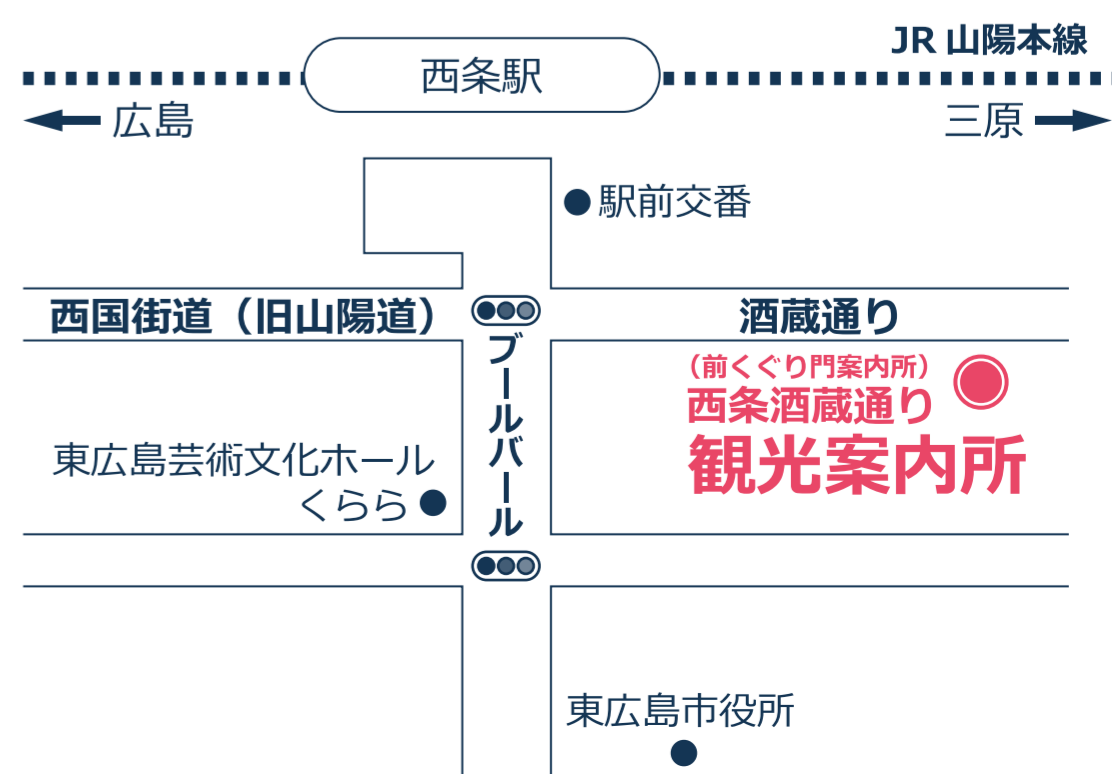 JR 山陽本線
西条駅
広島
三原
駅前交番
西国街道（旧山陽道）
酒蔵通り
ブールバール
（前くぐり門案内所）
西条酒蔵通り
観光案内所
東広島芸術文化ホール
くらら
東広島市役所